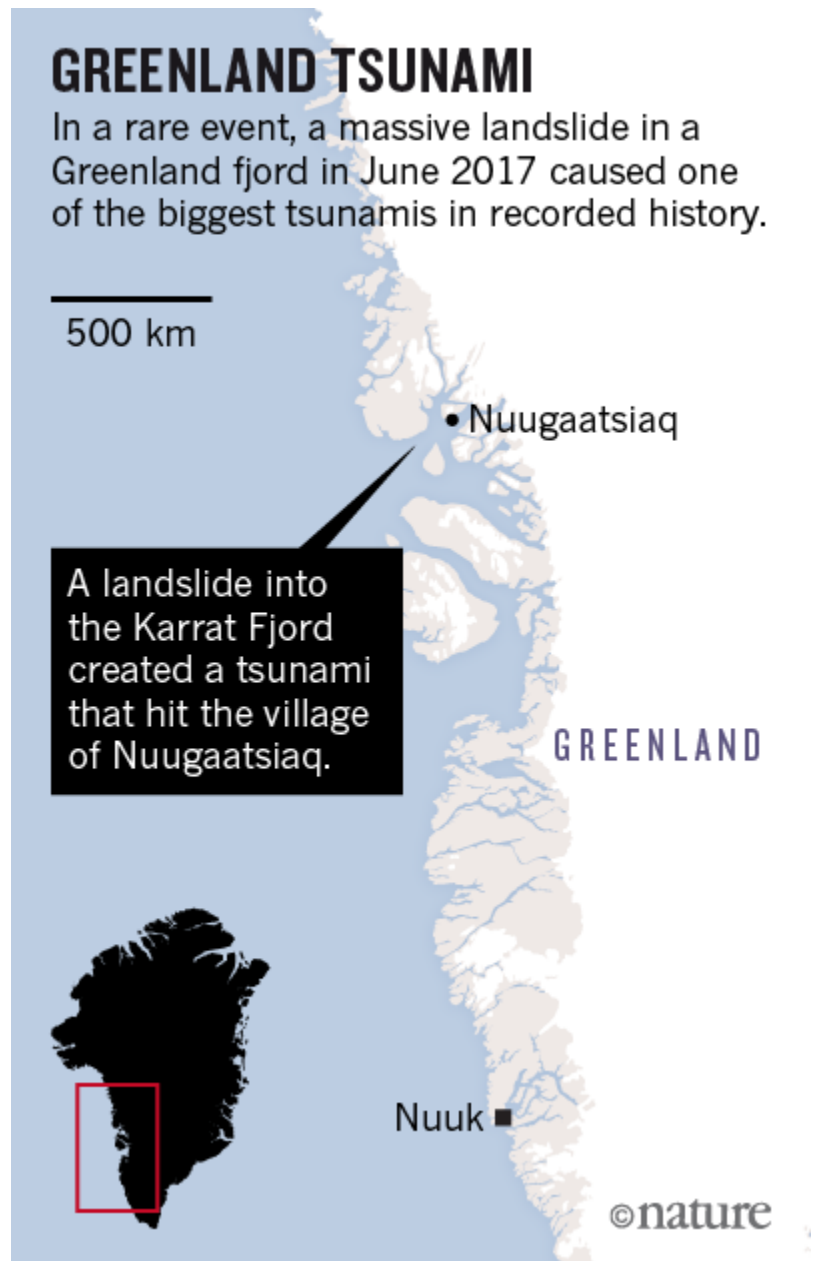 GREENLAND TSUNAMI
In a rare event, a massive landslide in a
Greenland fjord in June 2017 caused one
of the biggest tsunamis in recorded history.
500 km
Nuugaatsiaq
A landslide into
the Karrat Fjord
created a tsunami
that hit the village
of Nuugaatsiaq.
GREENLAND
Nuuk
©nature